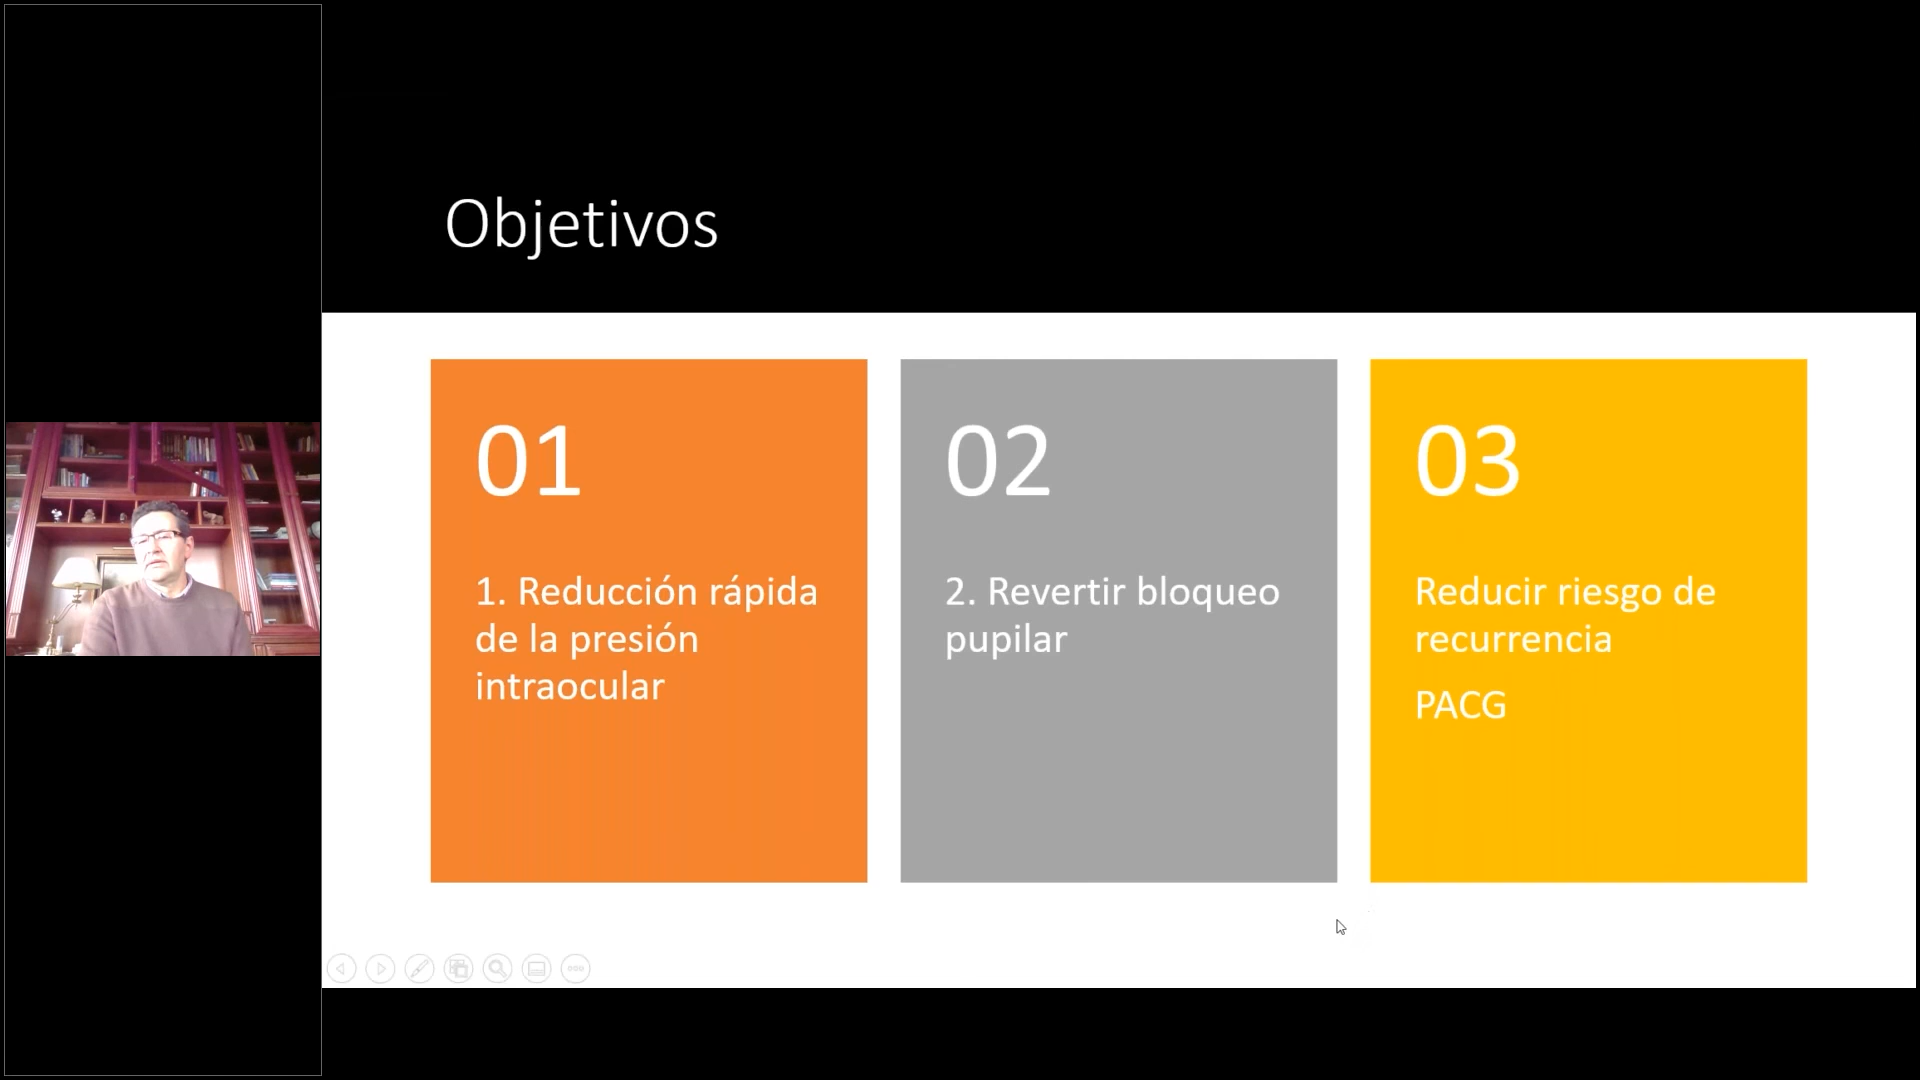 Objetivos
01
1. Reducción rápida
de la presión
intraocular
02
2. Revertir bloqueo
pupilar
03
Reducir riesgo de
recurrencia
PACG